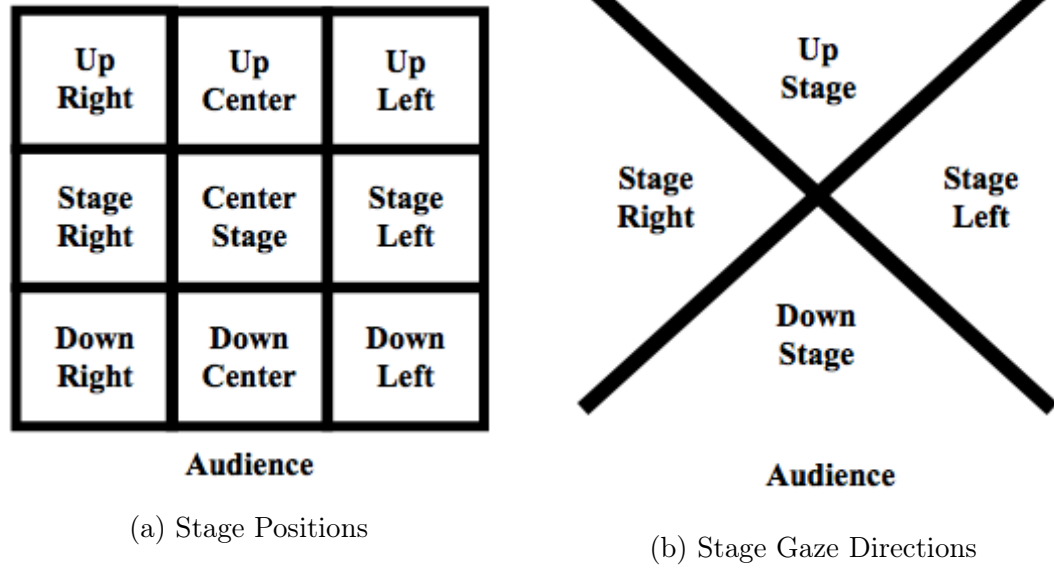 Up
Right
Up
Center
Up
Left
Stage
Right
Center
Stage
Stage
Left
Down
Right
Down
Center
Down
Left
Audience
(a) Stage Positions
Up
Stage
Stage
Right
Stage
Left
Down
Stage
Audience
(b) Stage Gaze Directions